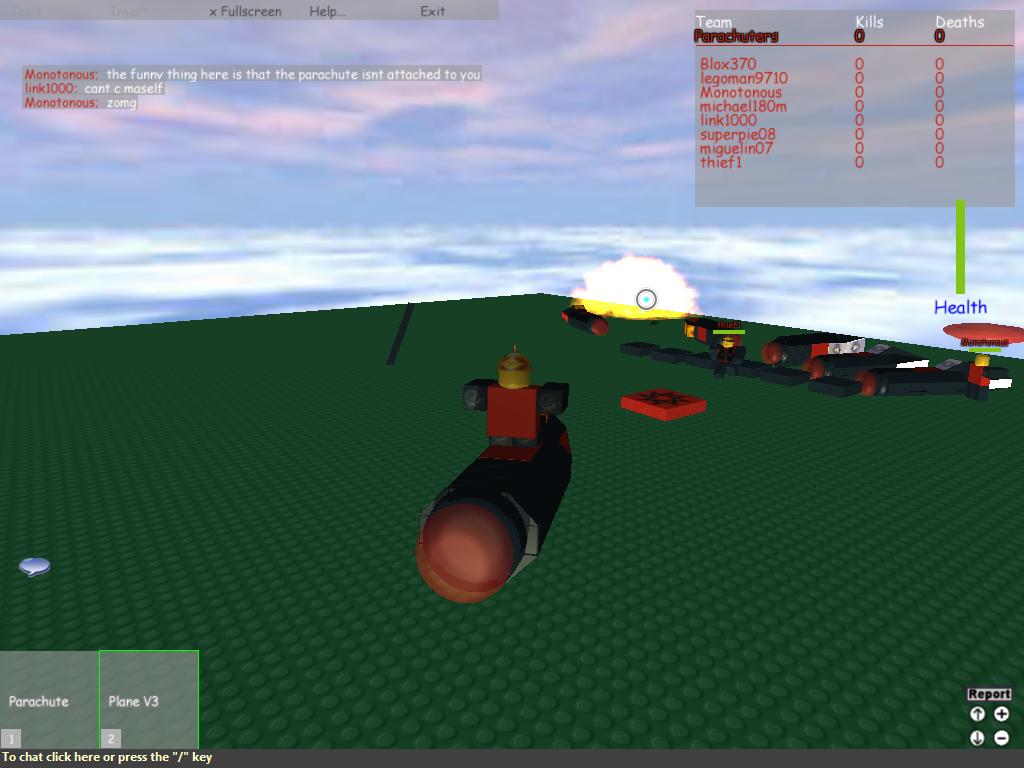 Tools Insert x Fullscreen Help... Exit
Team Kills Deaths
Parachuters 0 0
Blox370 0 0
legoman9710 0 0
Monotonous 0 0
michael180m 0 0
link1000 0 0
superpie08 0 0
miguelin07 0 0
thief1 0 0
Monotonous: the funny thing here is that the parachute isnt attached to you
link1000: cant c maself
Monotonous: zomg
Health
thief1
Monotonous
Parachute
1
Plane V3
2
Report
To chat click here or press the "/" key